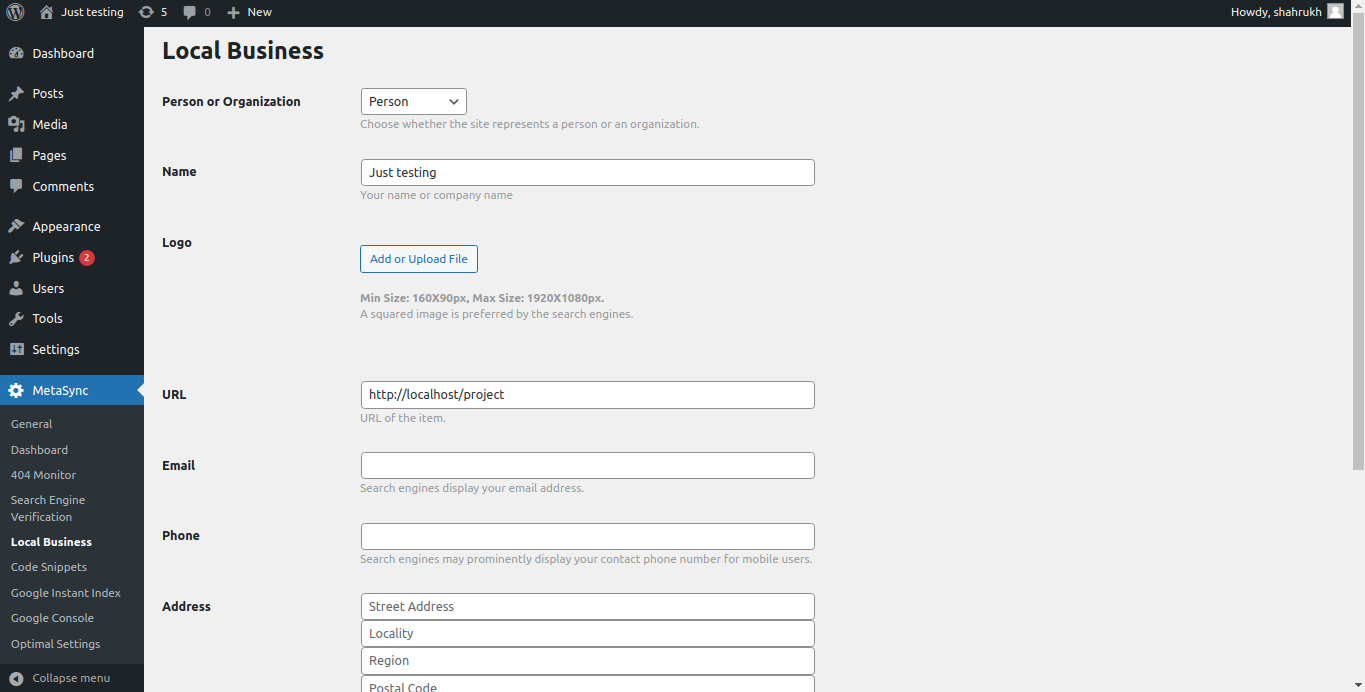 Just testing 5 0 New Howdy, shahrukh
Dashboard
Posts
Media
Pages
Comments
Appearance
Plugins 2
Users
Tools
Settings
MetaSync
General
Dashboard
404 Monitor
Search Engine
Verification
Local Business
Code Snippets
Google Instant Index
Google Console
Optimal Settings
Collapse menu
Local Business
Person or Organization Person
Choose whether the site represents a person or an organization.
Name Just testing
Your name or company name
Logo
Add or Upload File
Min Size: 160X90px, Max Size: 1920X1080px.
A squared image is preferred by the search engines.
URL http://localhost/project
URL of the item.
Email
Search engines display your email address.
Phone
Search engines may prominently display your contact phone number for mobile users.
Address Street Address
Locality
Region
Postal Code